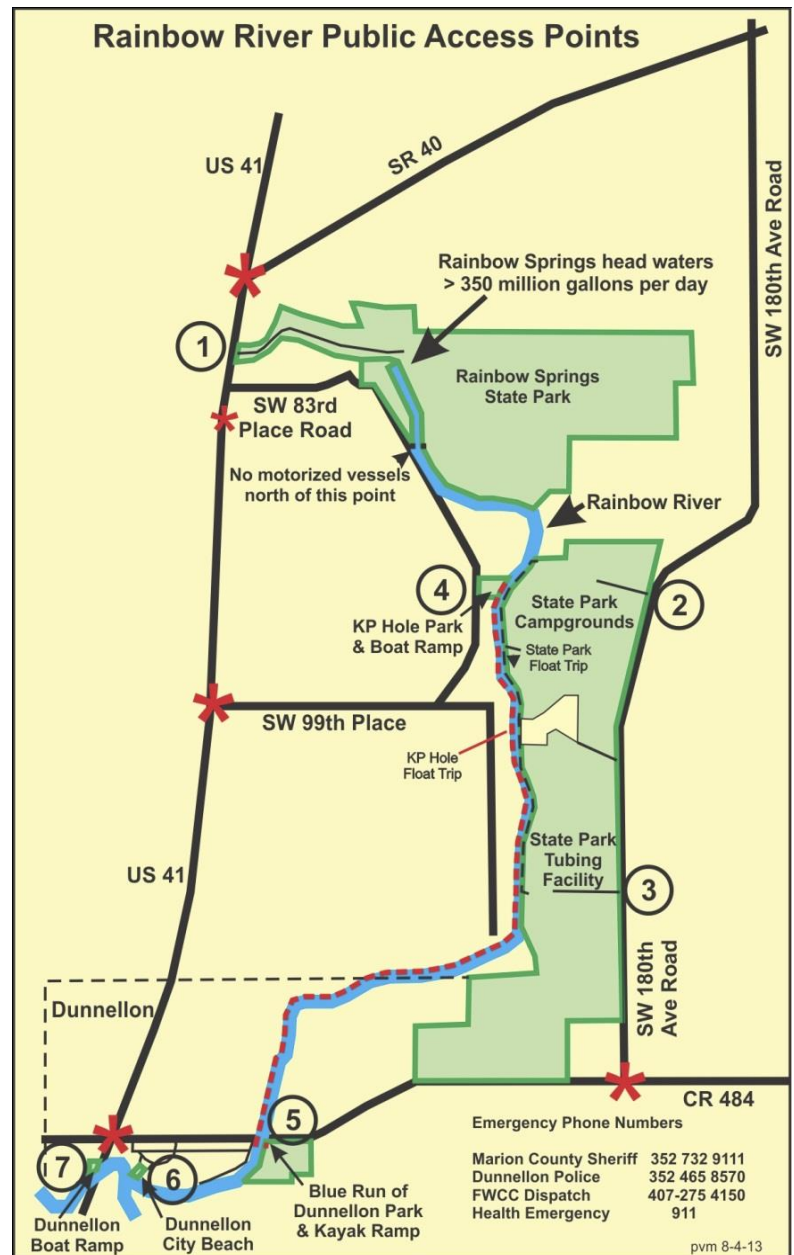 Rainbow River Public Access Points
US 41
SR 40
SW 180th Ave Road
Rainbow Springs head waters
> 350 million gallons per day
1
Rainbow Springs
State Park
SW 83rd
Place Road
No motorized vessels
north of this point
Rainbow River
4
2
State Park
Campgrounds
KP Hole Park
& Boat Ramp
State Park
Float Trip
SW 99th Place
KP Hole
Float Trip
State Park
Tubing
Facility
US 41
3
SW 180th
Ave Road
Dunnellon
CR 484
5
Emergency Phone Numbers
Marion County Sheriff 352 732 9111
Dunnellon Police 352 465 8570
FWCC Dispatch 407-275 4150
Health Emergency 911
7
6
Blue Run of
Dunnellon Park
& Kayak Ramp
Dunnellon
Boat Ramp
Dunnellon
City Beach
pvm 8-4-13